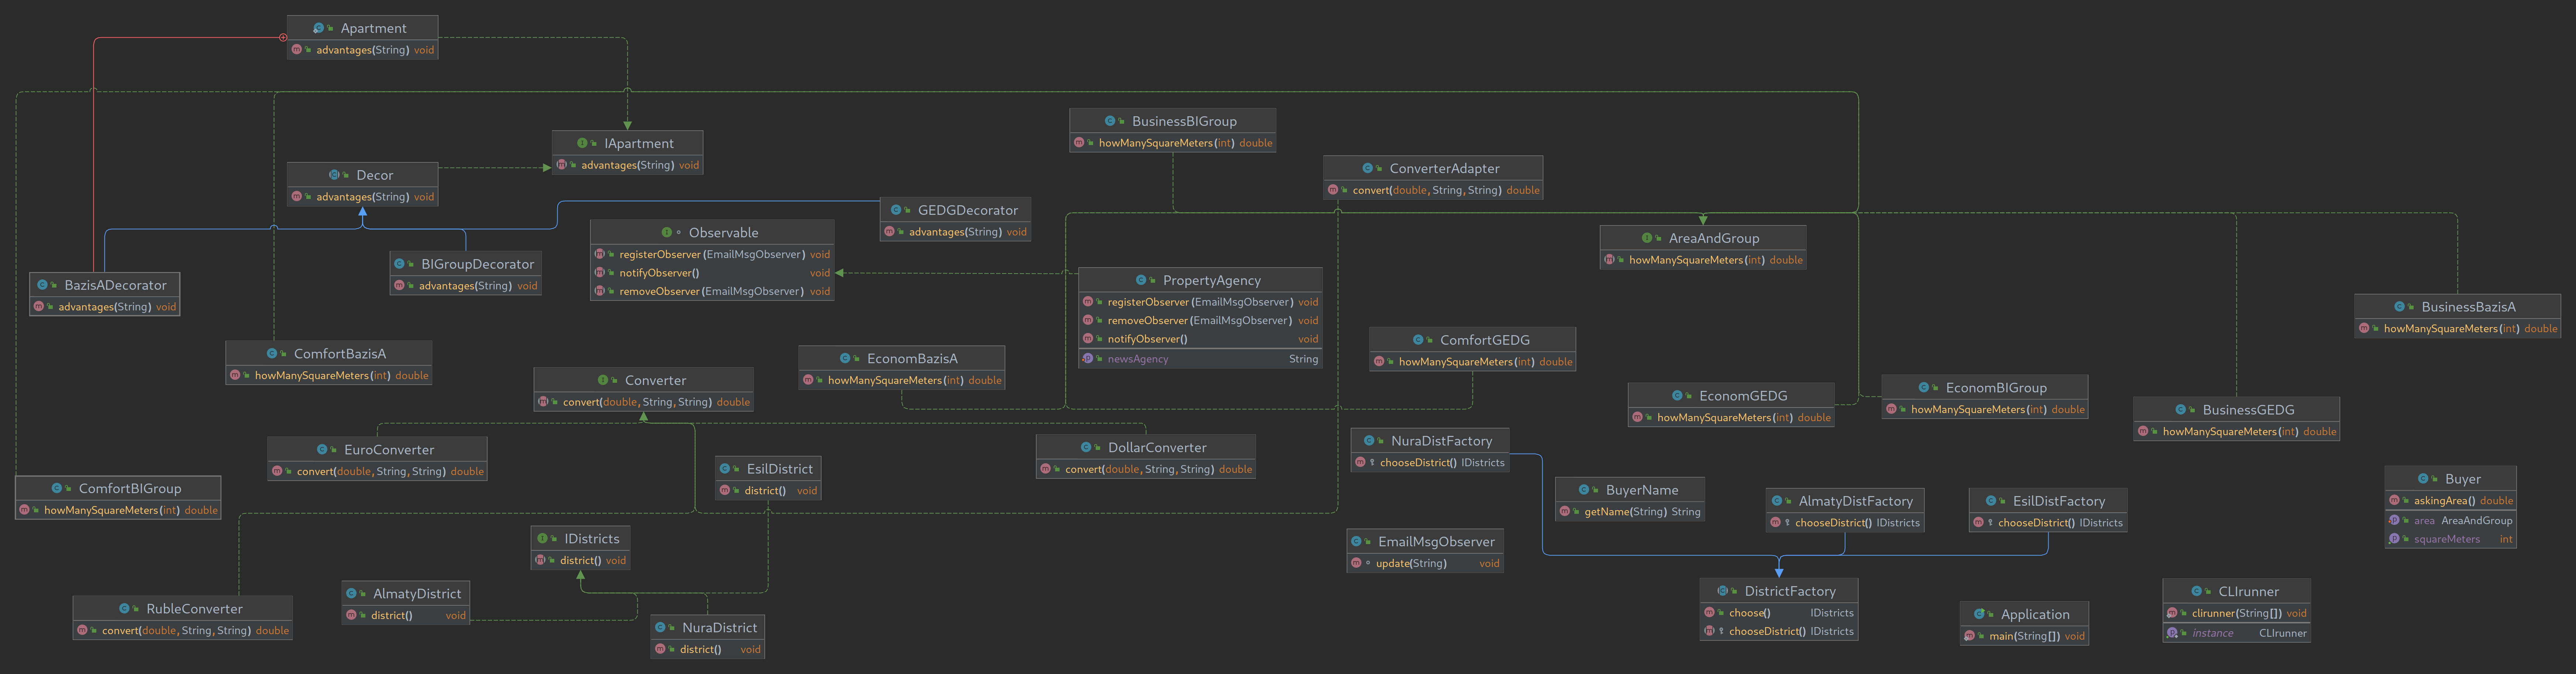 Apartment
advantages(String) void
IApartment
advantages(String) void
BusinessBIGroup
howManySquareMeters(int) double
ConverterAdapter
convert(double, String, String) double
Decor
advantages(String) void
GEDGDecorator
advantages(String) void
Observable
registerObserver(EmailMsgObserver) void
notifyObserver() void
removeObserver(EmailMsgObserver) void
AreaAndGroup
howManySquareMeters(int) double
BIGroupDecorator
advantages(String) void
BazisADecorator
advantages(String) void
PropertyAgency
registerObserver(EmailMsgObserver) void
removeObserver(EmailMsgObserver) void
notifyObserver() void
newsAgency String
BusinessBazisA
howManySquareMeters(int) double
ComfortBazisA
howManySquareMeters(int) double
EconomBazisA
howManySquareMeters(int) double
ComfortGEDG
howManySquareMeters(int) double
Converter
convert(double, String, String) double
EconomGEDG
howManySquareMeters(int) double
EconomBIGroup
howManySquareMeters(int) double
BusinessGEDG
howManySquareMeters(int) double
EuroConverter
convert(double, String, String) double
DollarConverter
convert(double, String, String) double
NuraDistFactory
chooseDistrict() IDistricts
EsilDistrict
district() void
ComfortBIGroup
howManySquareMeters(int) double
BuyerName
getName(String) String
AlmatyDistFactory
chooseDistrict() IDistricts
EsilDistFactory
chooseDistrict() IDistricts
Buyer
askingArea() double
area AreaAndGroup
squareMeters int
IDistricts
district() void
EmailMsgObserver
update(String) void
AlmatyDistrict
district() void
RubleConverter
convert(double, String, String) double
NuraDistrict
district() void
DistrictFactory
choose() IDistricts
chooseDistrict() IDistricts
Application
main(String[]) void
CLIrunner
clirunner(String[]) void
instance CLIrunner